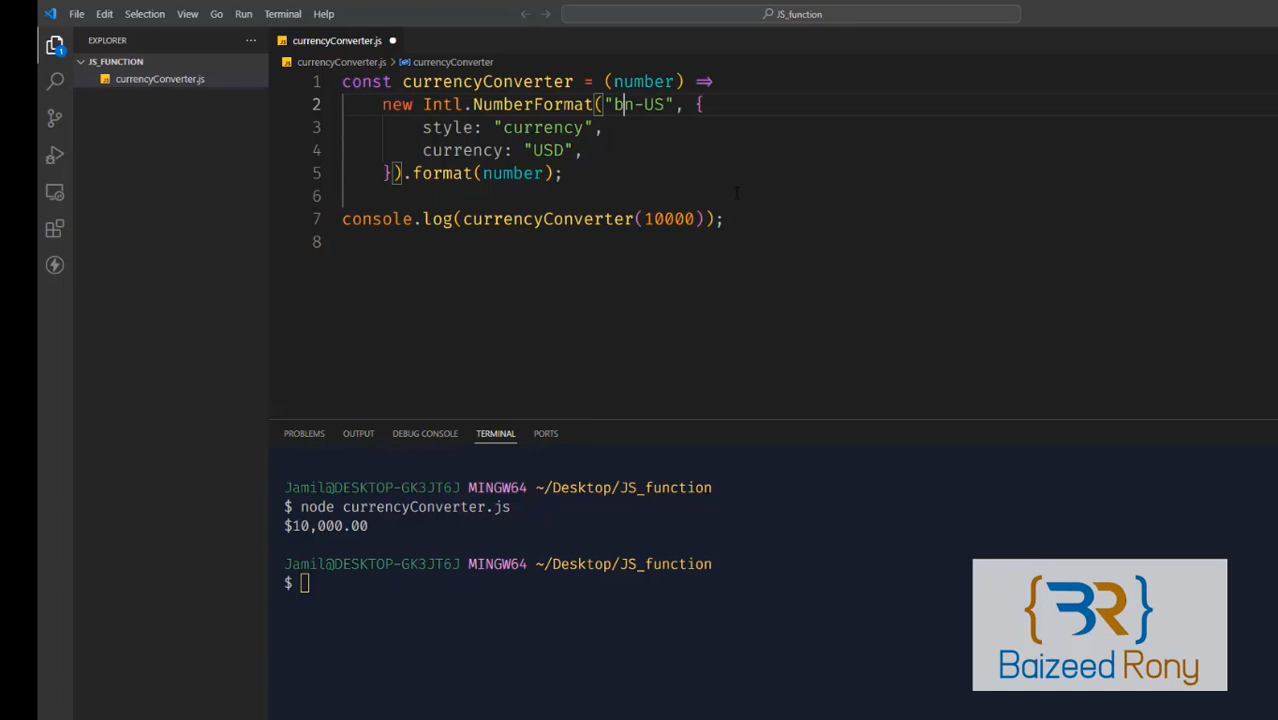 File Edit Selection View Go Run Terminal Help
JS_function
EXPLORER
JS_FUNCTION
currencyConverter.js
1
currencyConverter.js
currencyConverter.js > currencyConverter
1 const currencyConverter = (number) =>
2 new Intl.NumberFormat("bn-US", {
3 style: "currency",
4 currency: "USD",
5 }).format(number);
6
7 console.log(currencyConverter(10000));
8
PROBLEMS OUTPUT DEBUG CONSOLE TERMINAL PORTS
Jamil@DESKTOP-GK3JT6J MINGW64 ~/Desktop/JS_function
$ node currencyConverter.js
$10,000.00
Jamil@DESKTOP-GK3JT6J MINGW64 ~/Desktop/JS_function
$
{BR}
Baizeed Rony